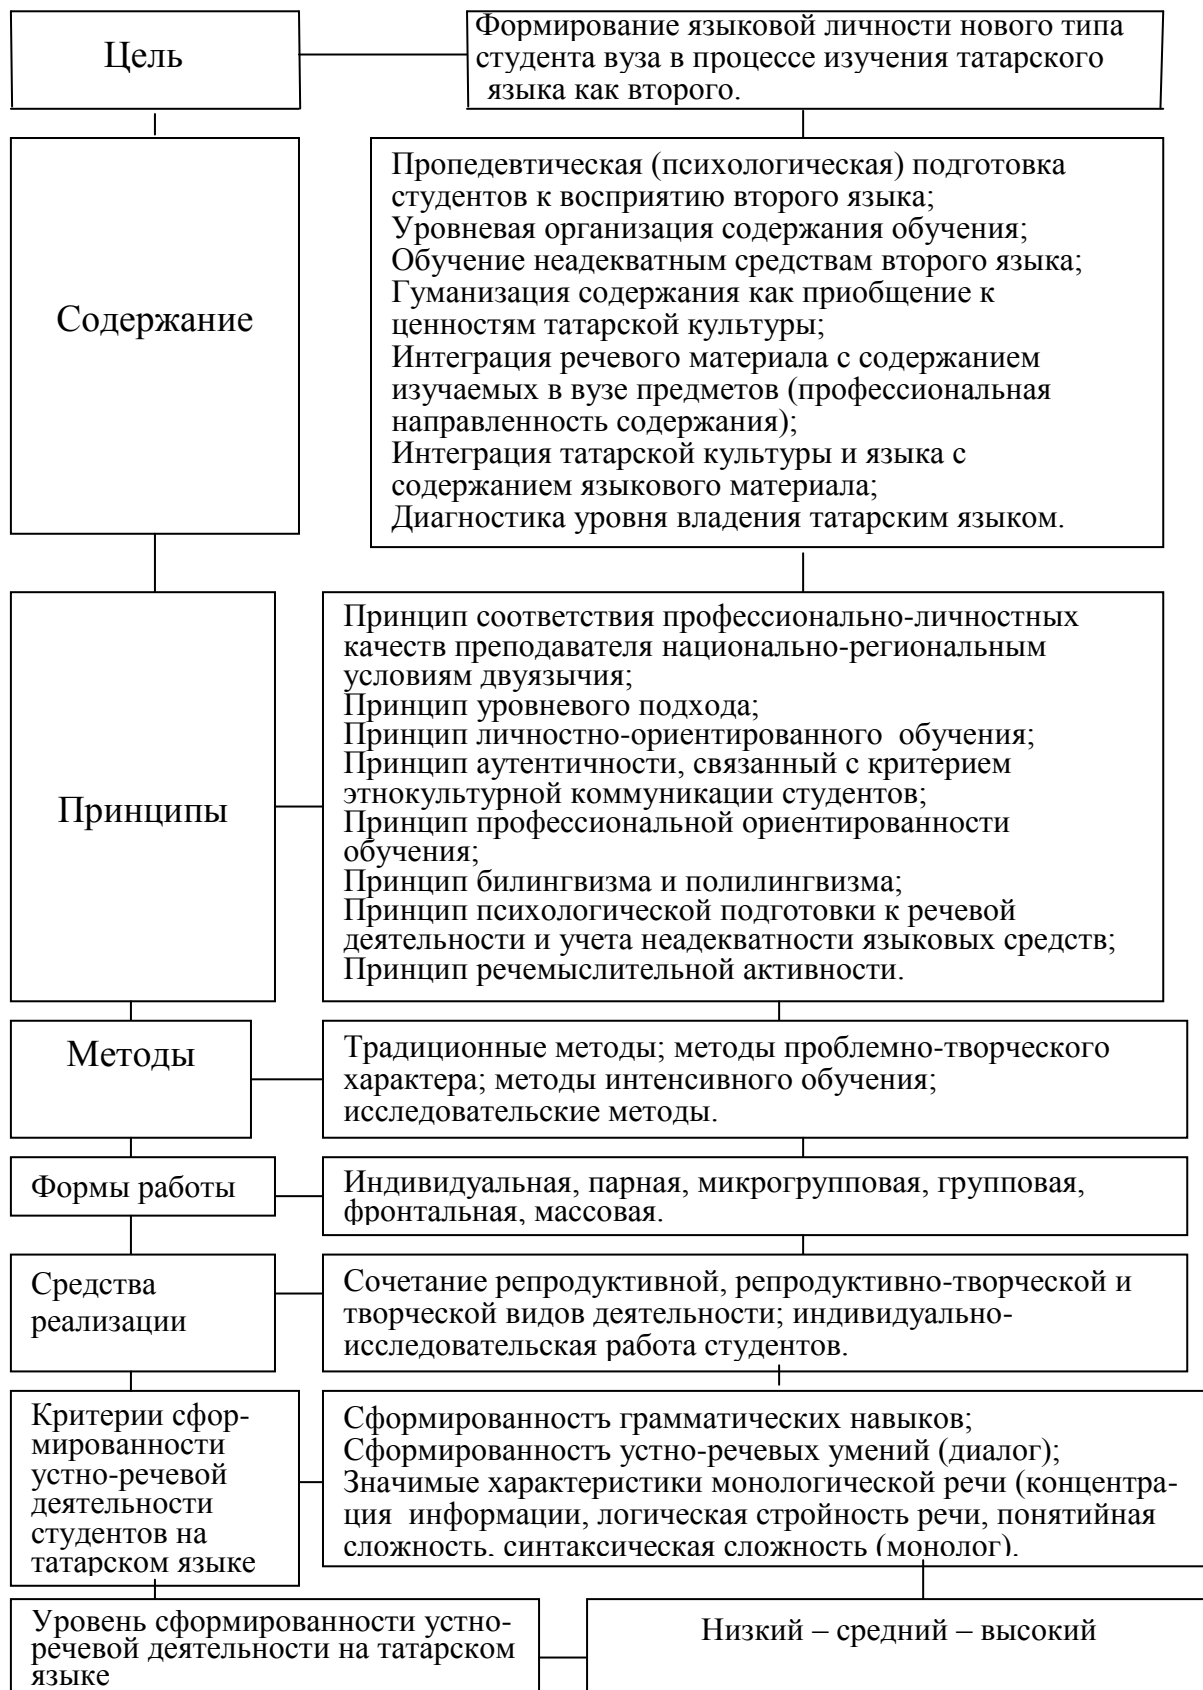 Цель
Формирование языковой личности нового типа
студента вуза в процессе изучения татарского
языка как второго.
Содержание
Пропедевтическая (психологическая) подготовка
студентов к восприятию второго языка;
Уровневая организация содержания обучения;
Обучение неадекватным средствам второго языка;
Гуманизация содержания как приобщение к
ценностям татарской культуры;
Интеграция речевого материала с содержанием
изучаемых в вузе предметов (профессиональная
направленность содержания);
Интеграция татарской культуры и языка с
содержанием языкового материала;
Диагностика уровня владения татарским языком.
Принципы
Принцип соответствия профессионально-личностных
качеств преподавателя национально-региональным
условиям двуязычия;
Принцип уровневого подхода;
Принцип личностно-ориентированного обучения;
Принцип аутентичности, связанный с критерием
этнокультурной коммуникации студентов;
Принцип профессиональной ориентированности
обучения;
Принцип билингвизма и полилингвизма;
Принцип психологической подготовки к речевой
деятельности и учета неадекватности языковых средств;
Принцип речемыслительной активности.
Методы
Традиционные методы; методы проблемно-творческого
характера; методы интенсивного обучения;
исследовательские методы.
Формы работы
Индивидуальная, парная, микрогрупповая, групповая,
фронтальная, массовая.
Средства
реализации
Сочетание репродуктивной, репродуктивно-творческой и
творческой видов деятельности; индивидуально-
исследовательская работа студентов.
Критерии сфор-
мированности
устно-речевой
деятельности
студентов на
татарском языке
Сформированность грамматических навыков;
Сформированность устно-речевых умений (диалог);
Значимые характеристики монологической речи (концентра-
ция информации, логическая стройность речи, понятийная
сложность, синтаксическая сложность (монолог).
Уровень сформированности устно-
речевой деятельности на татарском
языке
Низкий – средний – высокий